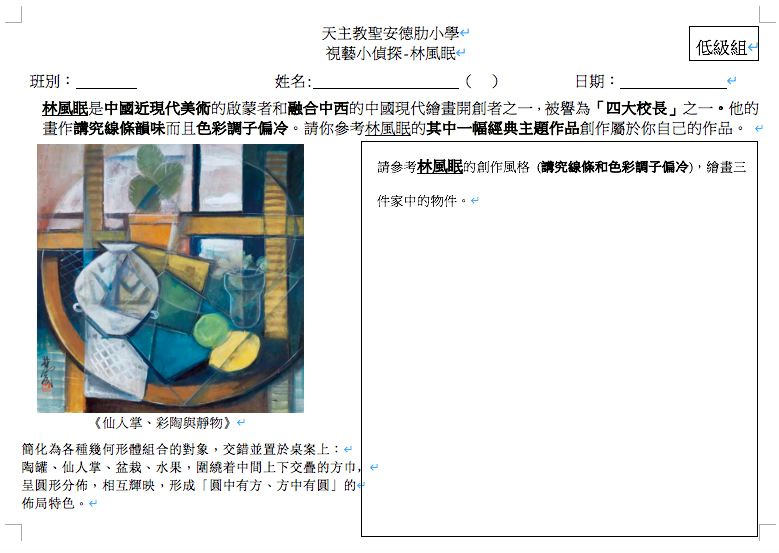 天主教聖安德肋小學
視藝小偵探-林風眠
低級組
班別：_______ 姓名:__________________（ ） 日期：_____________
林風眠是中國近現代美術的啟蒙者和融合中西的中國現代繪畫開創者之一，被譽為「四大校長」之一。他的
畫作講究線條韻味而且色彩調子偏冷。請你參考林風眠的其中一幅經典主題作品創作屬於你自己的作品。
請參考林風眠的創作風格 (講究線條和色彩調子偏冷)，繪畫三
件家中的物件。
《仙人掌、彩陶與靜物》
簡化為各種幾何形體組合的對象，交錯並置於桌案上：
陶罐、仙人掌、盆栽、水果，圍繞着中間上下交疊的方巾，
呈圓形分佈，相互輝映，形成「圓中有方、方中有圓」的
佈局特色。